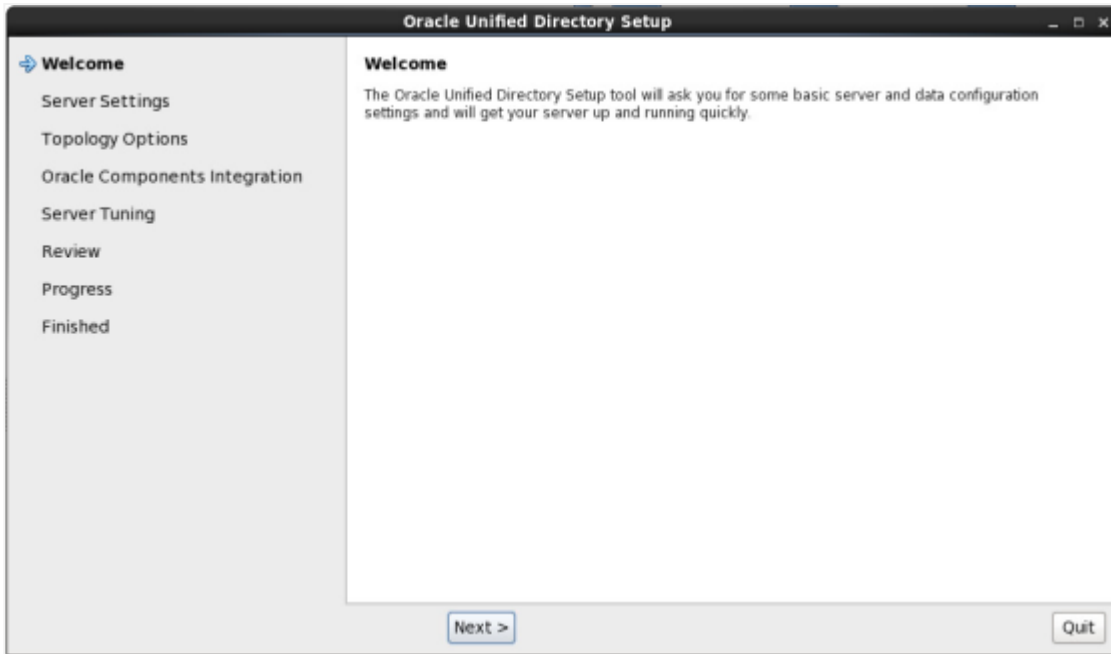 Oracle Unified Directory Setup
Welcome
Server Settings
Topology Options
Oracle Components Integration
Server Tuning
Review
Progress
Finished
Welcome
The Oracle Unified Directory Setup tool will ask you for some basic server and data configuration
settings and will get your server up and running quickly.
Next >
Quit